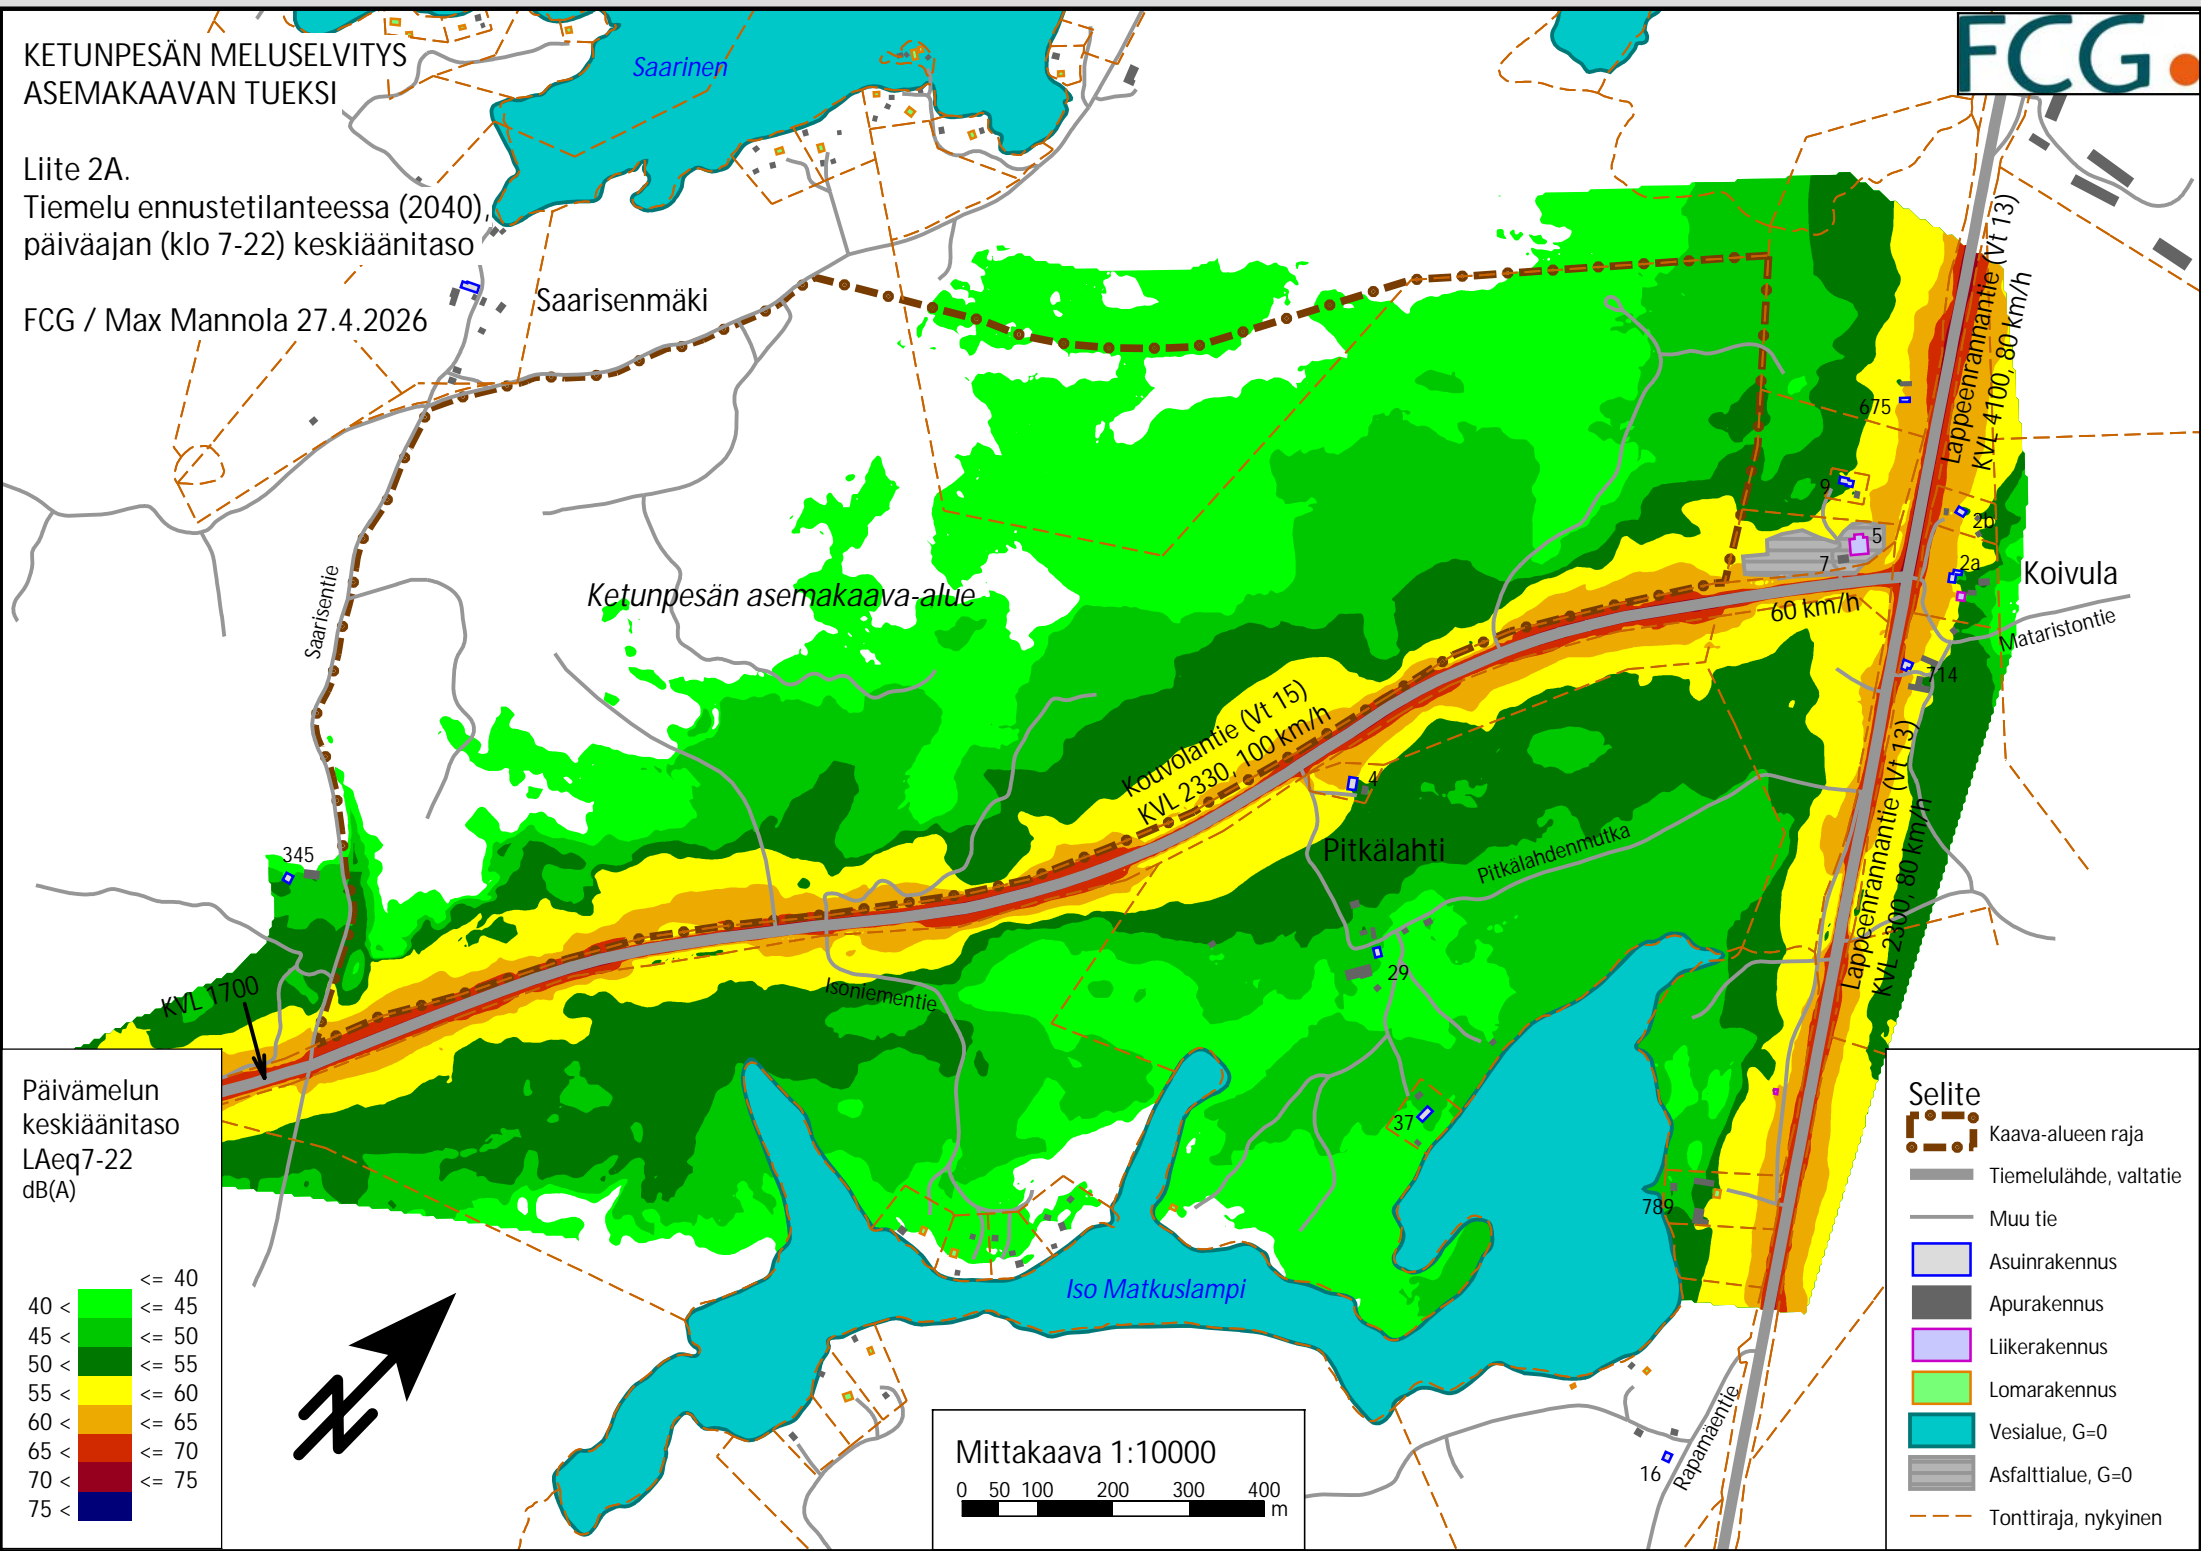 KETUNPESÄN MELUSELVITYS
ASEMAKAAVAN TUEKSI
Liite 2A.
Tiemelu ennustetilanteessa (2040),
päiväajan (klo 7-22) keskiäänitaso
FCG / Max Mannola 27.4.2026
FCG
Saarinen
Saarisenmäki
Saarisentie
Ketunpesän asemakaava-alue
Lappeenrannantie (Vt 13)
KVL 4100, 80 km/h
675
9
5
7
2b
2a
Koivula
60 km/h
Mataristontie
714
Kouvolantie (Vt 15)
KVL 2330, 100 km/h
4
Pitkälahti
Pitkälahdenmutka
Lappeenrannantie (Vt 13)
KVL 2300, 80 km/h
345
29
KVL 1700
Isoniementie
37
789
Iso Matkuslampi
16
Rapamäentie
Päivämelun
keskiäänitaso
LAeq7-22
dB(A)
<= 40
40 < <= 45
45 < <= 50
50 < <= 55
55 < <= 60
60 < <= 65
65 < <= 70
70 < <= 75
75 <
Mittakaava 1:10000
0 50 100 200 300 400
m
Selite
Kaava-alueen raja
Tiemelulähde, valtatie
Muu tie
Asuinrakennus
Apurakennus
Liikerakennus
Lomarakennus
Vesialue, G=0
Asfalttialue, G=0
Tonttiraja, nykyinen